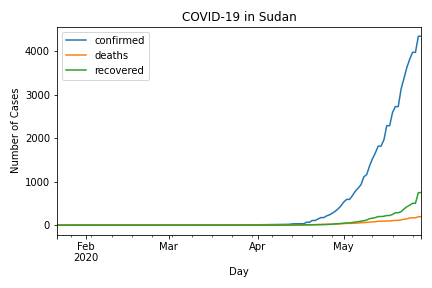 COVID-19 in Sudan
confirmed
deaths
recovered
Number of Cases
4000
3000
2000
1000
0
Feb
2020
Mar
Apr
May
Day